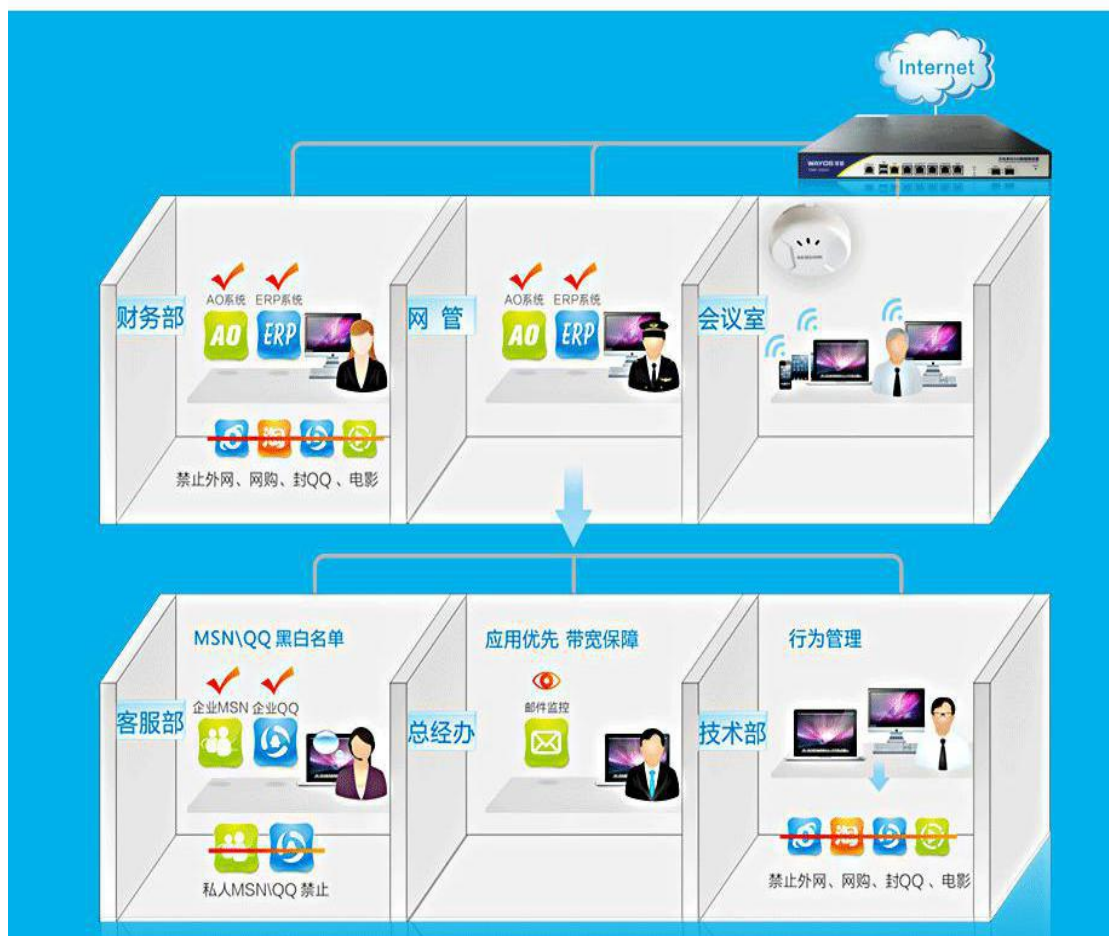 Internet
WAYOS
AO系统 ERP系统
AO ERP
财务部
淘
禁止外网、网购、封QQ、电影
AO系统 ERP系统
AO ERP
网 管
会议室
MSN\QQ 黑白名单
企业MSN 企业QQ
客服部
私人MSN\QQ 禁止
应用优先 带宽保障
邮件监控
总经办
行为管理
技术部
淘
禁止外网、网购、封QQ、电影